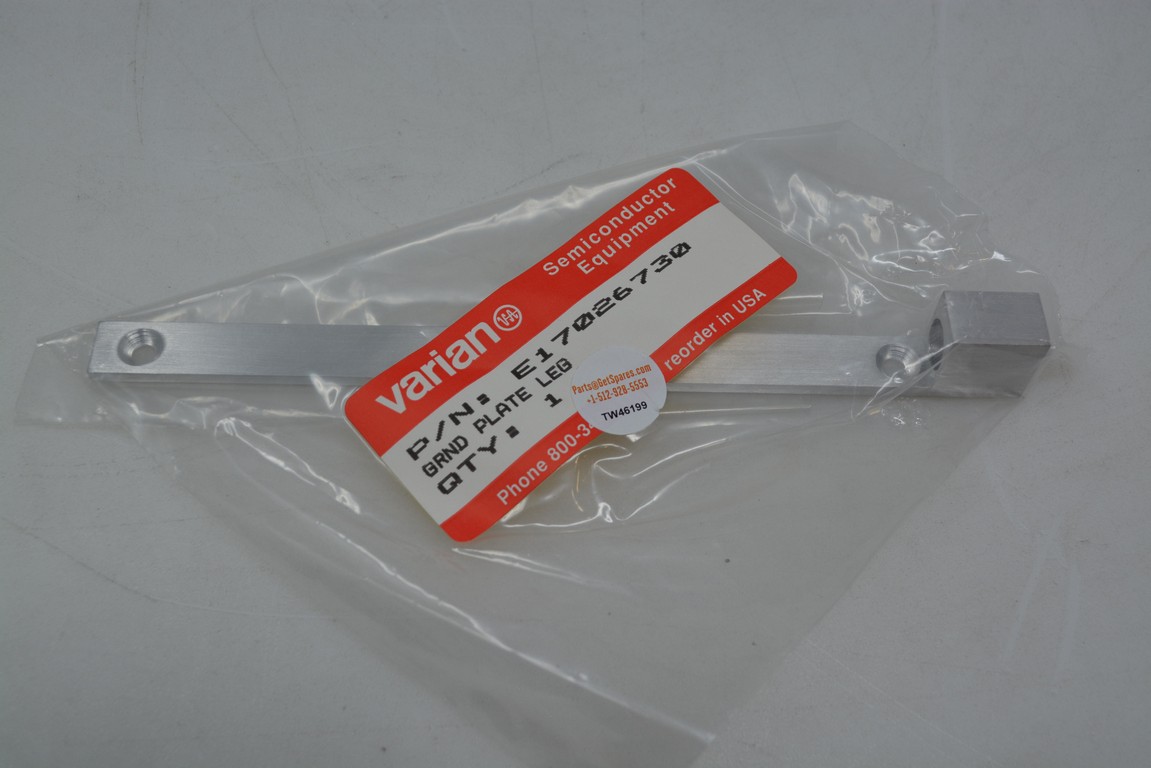 Semiconductor
Equipment
varian
P/N: E17026730
GRND PLATE LEG
QTY: 1
Phone 800-3
reorder in USA
Parts@GetSpares.com
+1-512-928-5553
TW46199